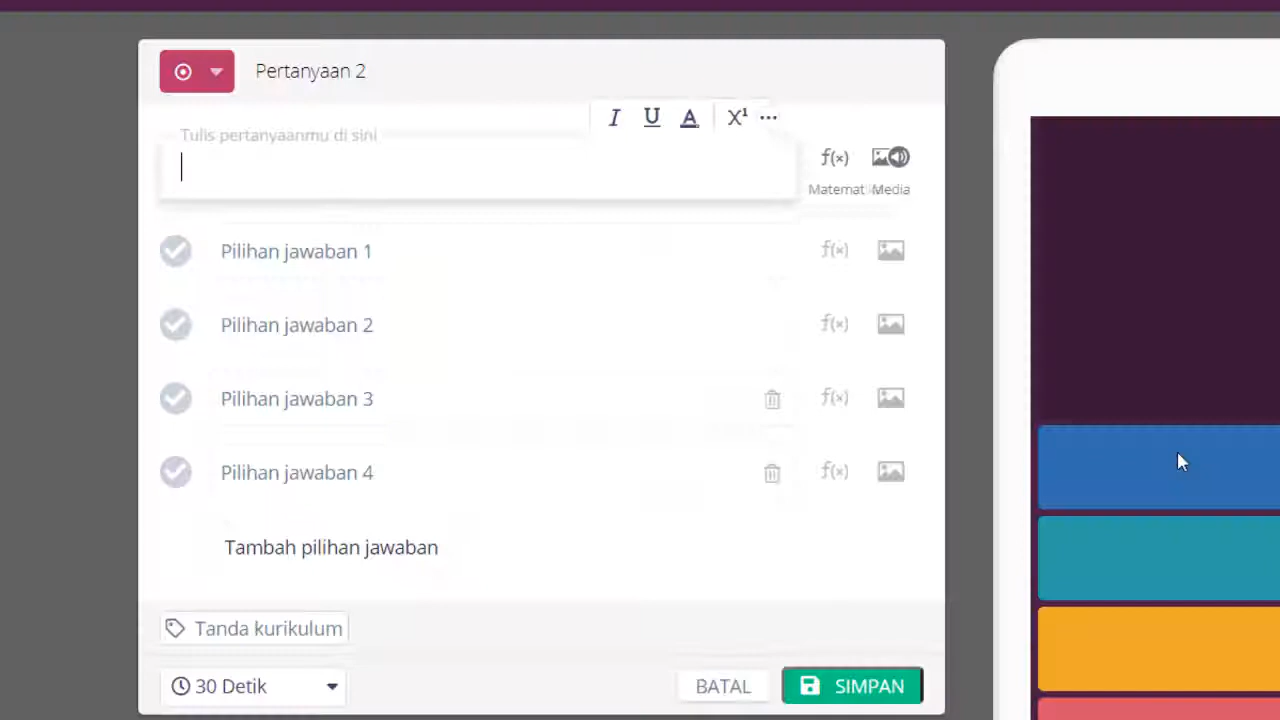 Pertanyaan 2
I U A X¹ ...
Tulis pertanyaanmu di sini
f(x)
Matemat Media
Pilihan jawaban 1 f(x)
Pilihan jawaban 2 f(x)
Pilihan jawaban 3 f(x)
Pilihan jawaban 4 f(x)
Tambah pilihan jawaban
Tanda kurikulum
30 Detik BATAL SIMPAN